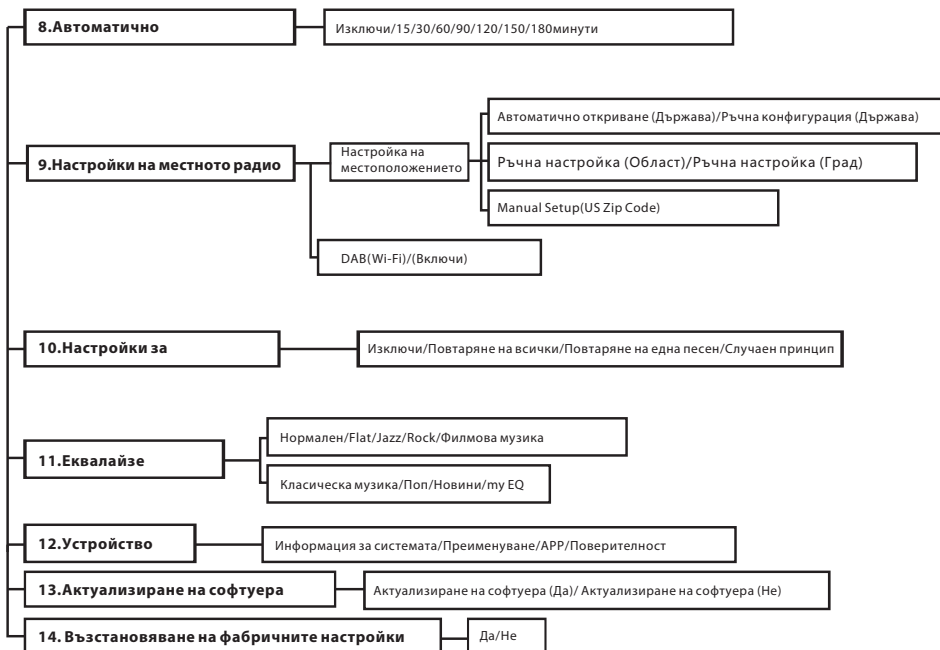 8.Автоматично
Изключи/15/30/60/90/120/150/180минути
9.Настройки на местното радио
Настройка на
местоположението
Автоматично откриване (Държава)/Ръчна конфигурация (Държава)
Ръчна настройка (Област)/Ръчна настройка (Град)
Manual Setup(US Zip Code)
DAB(Wi-Fi)/(Включи)
10.Настройки за
Изключи/Повтаряне на всички/Повтаряне на една песен/Случаен принцип
11.Еквалайзе
Нормален/Flat/Jazz/Rock/Филмова музика
Класическа музика/Поп/Новини/my EQ
12.Устройство
Информация за системата/Преименуване/APP/Поверителност
13.Актуализиране на софтуера
Актуализиране на софтуера (Да)/ Актуализиране на софтуера (Не)
14. Възстановяване на фабричните настройки
Да/Не